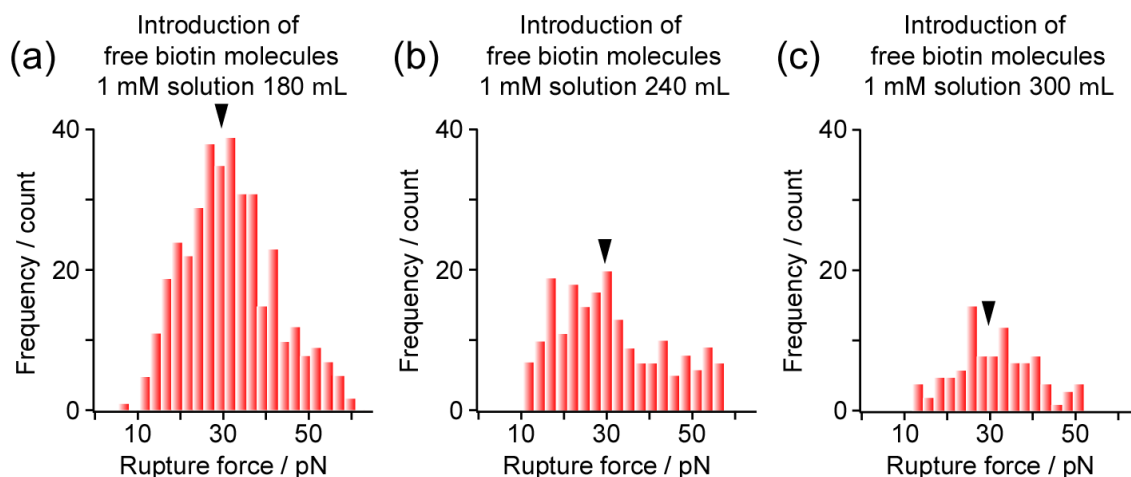 (a)
Introduction of
free biotin molecules
1 mM solution 180 mL
40
20
0
Frequency / count
10 30 50
Rupture force / pN
(b)
Introduction of
free biotin molecules
1 mM solution 240 mL
40
20
0
Frequency / count
10 30 50
Rupture force / pN
(c)
Introduction of
free biotin molecules
1 mM solution 300 mL
40
20
0
Frequency / count
10 30 50
Rupture force / pN